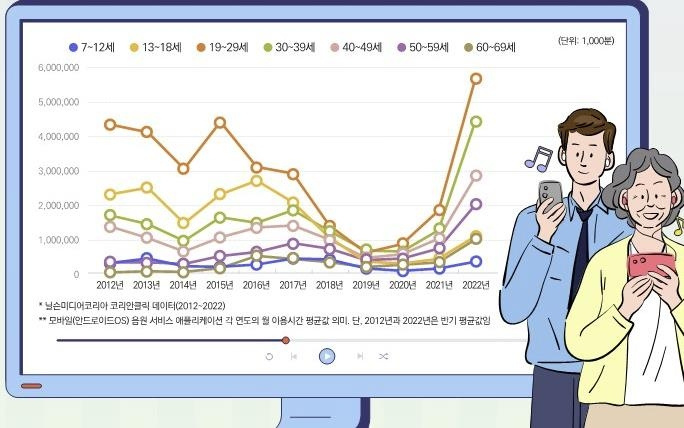 7~12세 13~18세 19~29세 30~39세 40~49세 50~59세 60~69세
(단위: 1,000분)
6,000,000
5,000,000
4,000,000
3,000,000
2,000,000
1,000,000
0
2012년 2013년 2014년 2015년 2016년 2017년 2018년 2019년 2020년 2021년 2022년
* 닐슨미디어코리아 코리안클릭 데이터(2012~2022)
** 모바일(안드로이드OS) 음원 서비스 애플리케이션 각 연도의 월 이용시간 평균값 의미. 단, 2012년과 2022년은 반기 평균값임